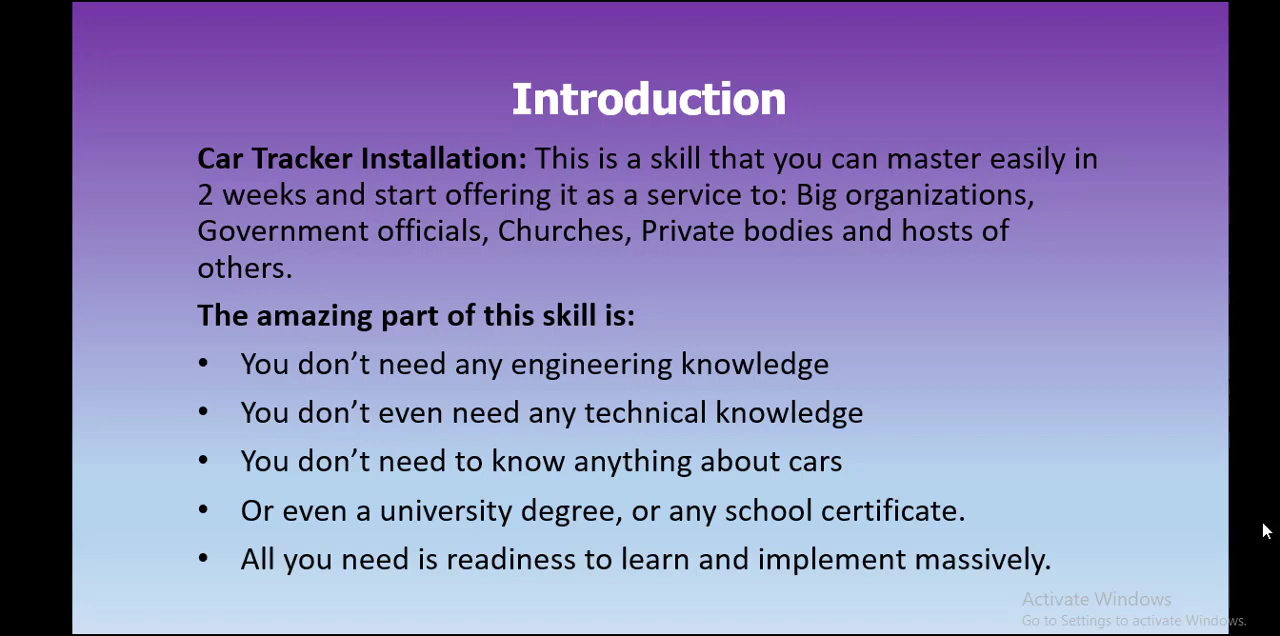 Introduction
Car Tracker Installation: This is a skill that you can master easily in
2 weeks and start offering it as a service to: Big organizations,
Government officials, Churches, Private bodies and hosts of
others.
The amazing part of this skill is:
• You don’t need any engineering knowledge
• You don’t even need any technical knowledge
• You don’t need to know anything about cars
• Or even a university degree, or any school certificate.
• All you need is readiness to learn and implement massively.
Activate Windows
Go to Settings to activate Windows.